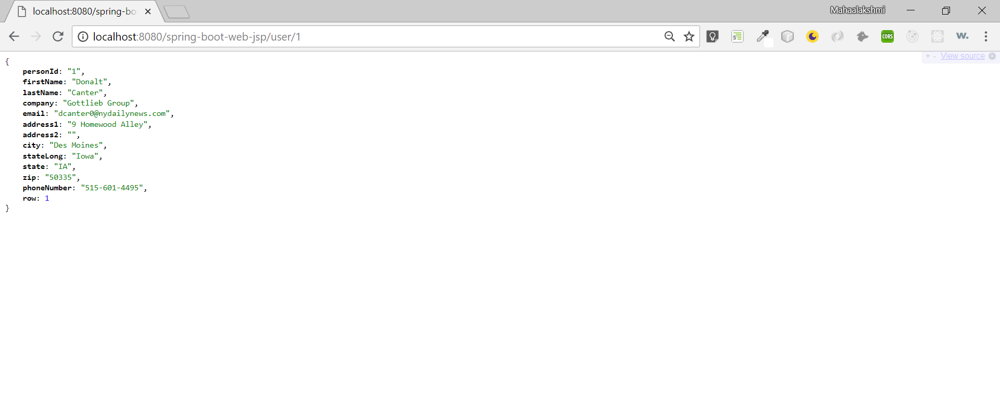 localhost:8080/spring-bo
Mahaalakshmi
localhost:8080/spring-boot-web-jsp/user/1
CORS
w.
+ - View source
{
personId: "1",
firstName: "Donalt",
lastName: "Canter",
company: "Gottlieb Group",
email: "dcanter0@nydailynews.com",
address1: "9 Homewood Alley",
address2: "",
city: "Des Moines",
stateLong: "Iowa",
state: "IA",
zip: "50335",
phoneNumber: "515-601-4495",
row: 1
}